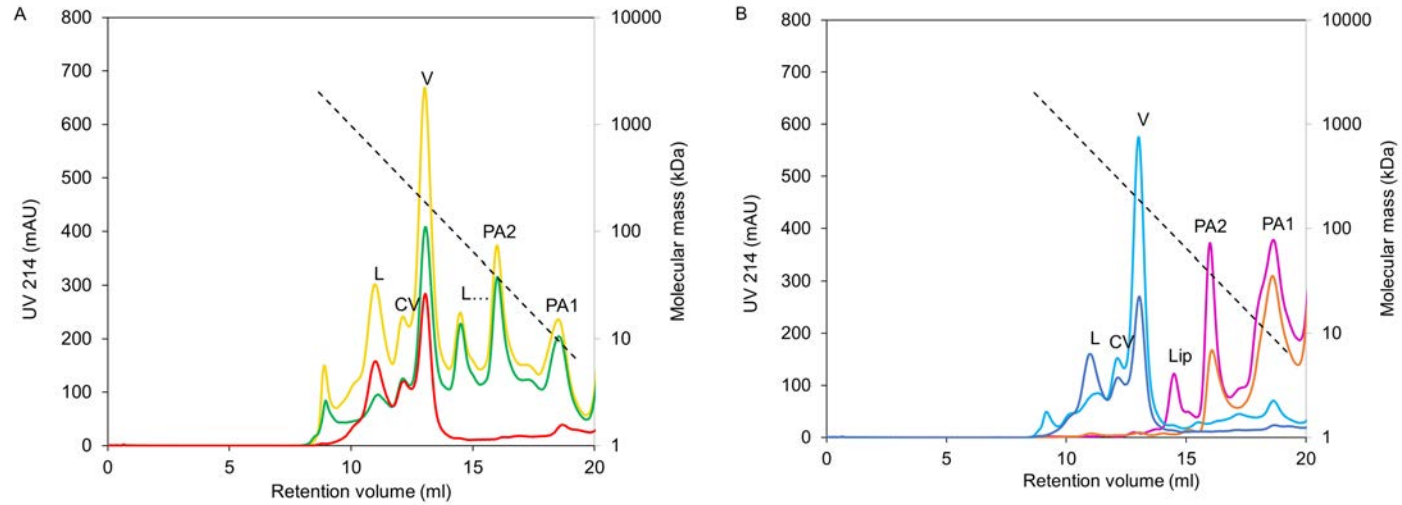 A
800
700
600
500
400
300
200
100
0
UV 214 (mAU)
0
5
10
15
20
Retention volume (ml)
10000
1000
100
10
1
Molecular mass (kDa)
L
CV
V
L...
PA2
PA1
B
800
700
600
500
400
300
200
100
0
UV 214 (mAU)
0
5
10
15
20
Retention volume (ml)
10000
1000
100
10
1
Molecular mass (kDa)
L
CV
V
Lip
PA2
PA1